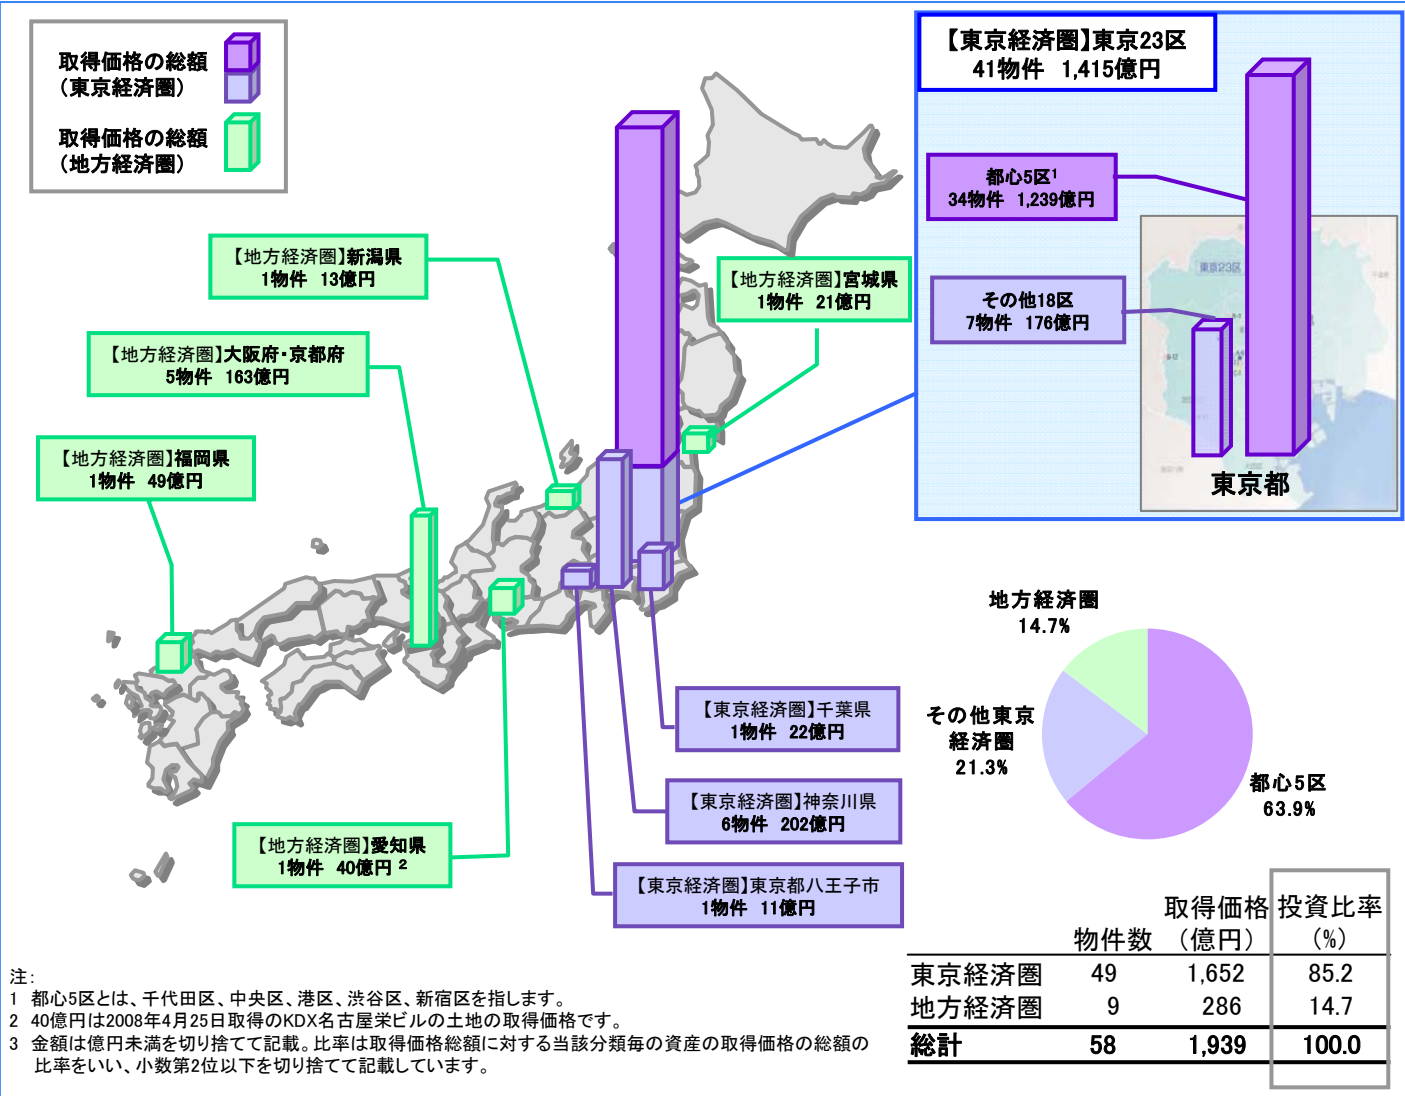 取得価格の総額
（東京経済圏）
取得価格の総額
（地方経済圏）
【東京経済圏】東京23区
41物件 1,415億円
都心5区¹
34物件 1,239億円
その他18区
7物件 176億円
東京23区
東京都
【地方経済圏】新潟県
1物件 13億円
【地方経済圏】宮城県
1物件 21億円
【地方経済圏】大阪府・京都府
5物件 163億円
【地方経済圏】福岡県
1物件 49億円
【東京経済圏】千葉県
1物件 22億円
【東京経済圏】神奈川県
6物件 202億円
【地方経済圏】愛知県
1物件 40億円 ²
【東京経済圏】東京都八王子市
1物件 11億円
地方経済圏
14.7%
その他東京
経済圏
21.3%
都心5区
63.9%
取得価格 投資比率
物件数 （億円） （%）
東京経済圏 49 1,652 85.2
地方経済圏 9 286 14.7
総計 58 1,939 100.0
注：
1 都心5区とは、千代田区、中央区、港区、渋谷区、新宿区を指します。
2 40億円は2008年4月25日取得のKDX名古屋栄ビルの土地の取得価格です。
3 金額は億円未満を切り捨てて記載。比率は取得価格総額に対する当該分類毎の資産の取得価格の総額の
比率をいい、小数第2位以下を切り捨てて記載しています。